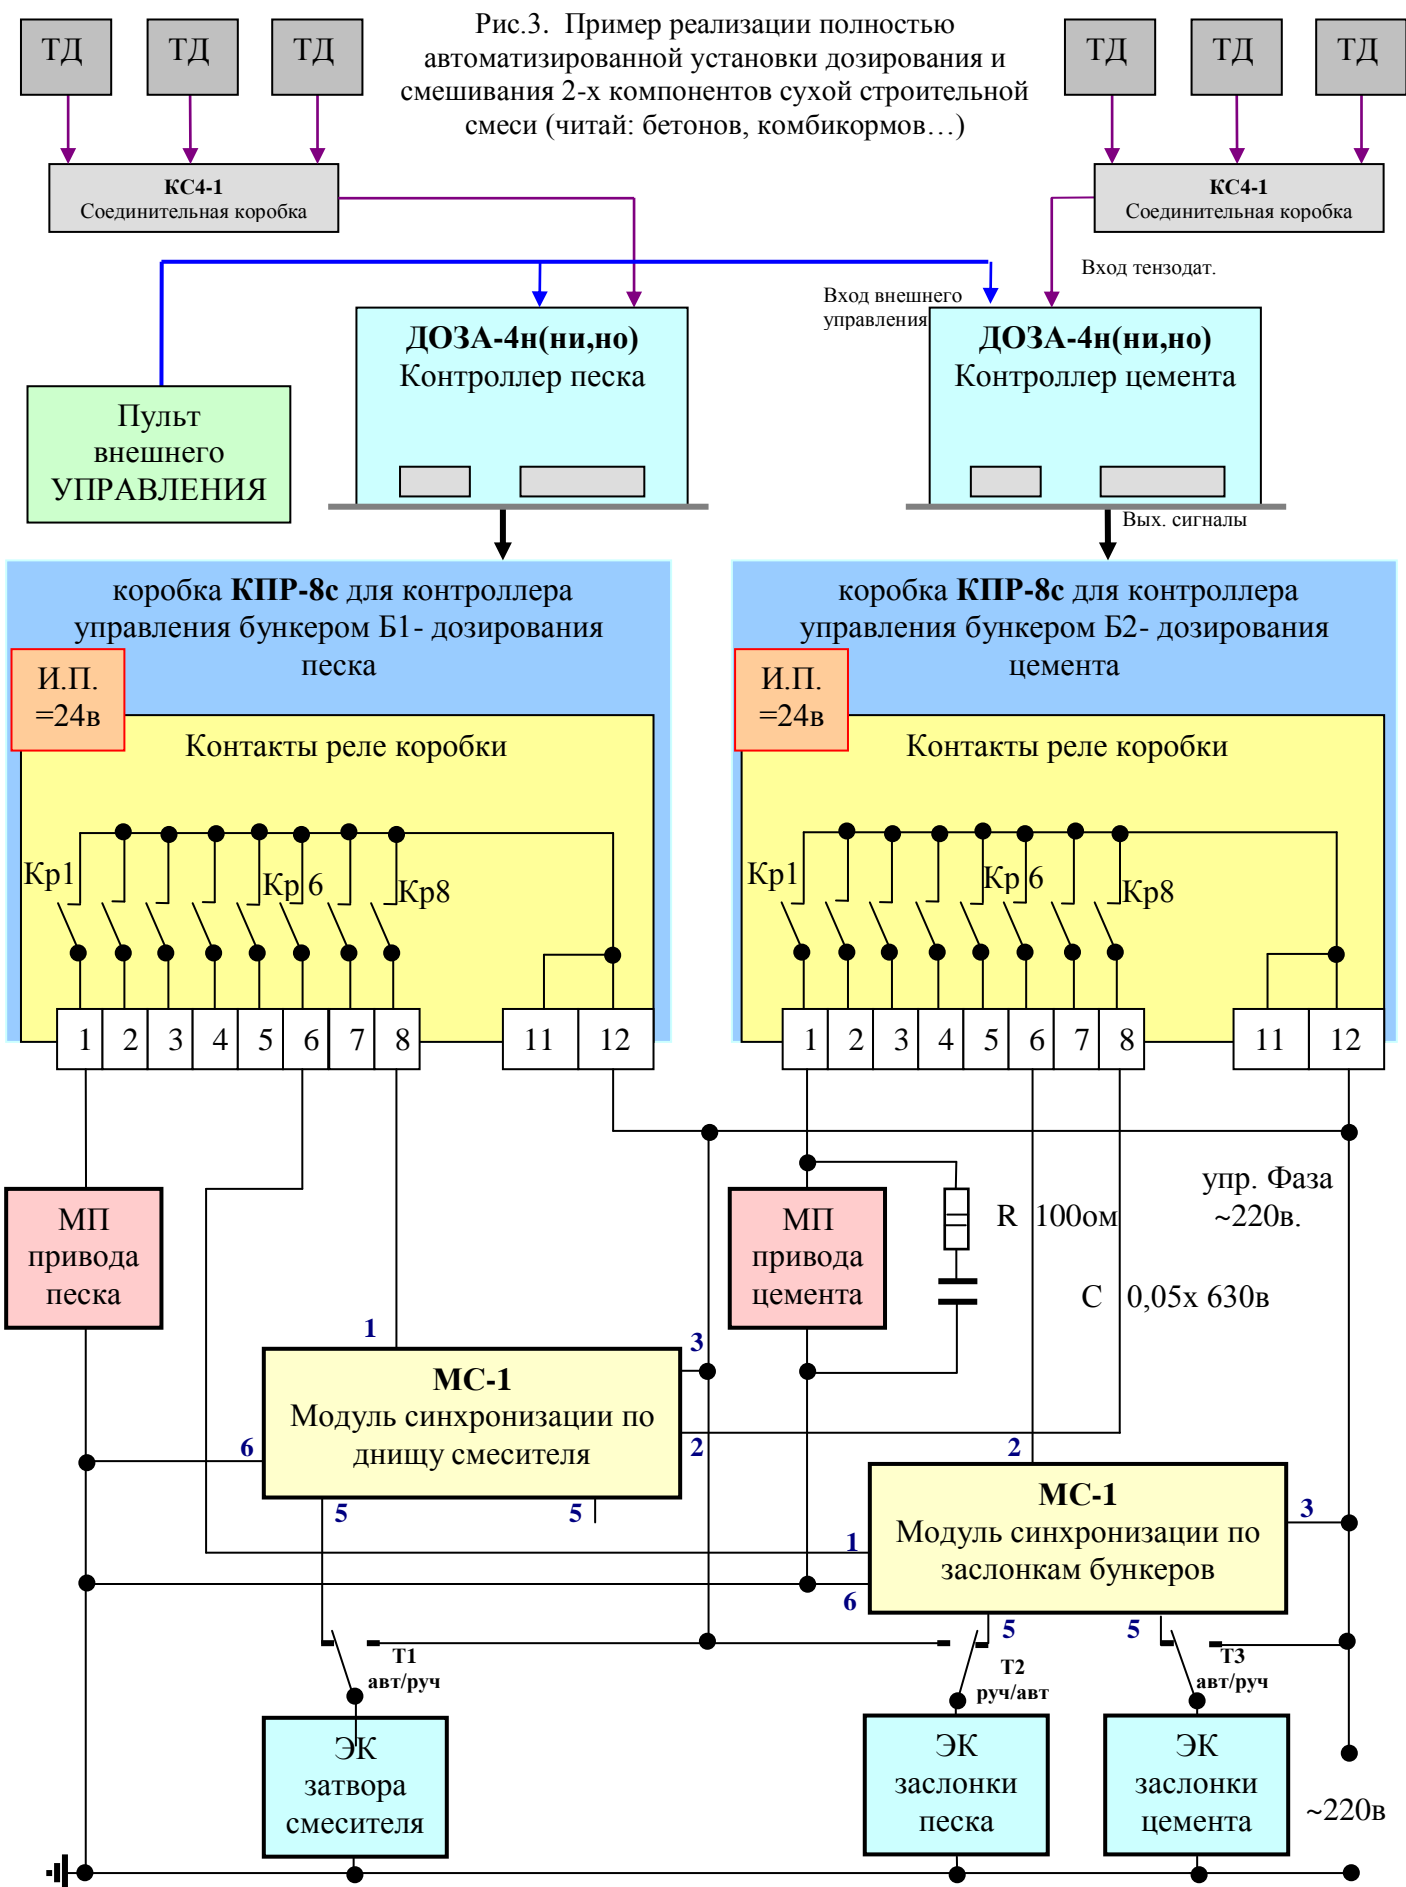 Рис.3. Пример реализации полностью
автоматизированной установки дозирования и
смешивания 2-х компонентов сухой строительной
смеси (читай: бетонов, комбикормов…)
ТД ТД ТД
ТД ТД ТД
КС4-1
Соединительная коробка
КС4-1
Соединительная коробка
Вход тензодат.
Вход внешнего
управления
ДОЗА-4н(ни,но)
Контроллер песка
ДОЗА-4н(ни,но)
Контроллер цемента
Пульт
внешнего
УПРАВЛЕНИЯ
Вых. сигналы
коробка КПР-8с для контроллера
управления бункером Б1- дозирования
песка
И.П.
=24в
Контакты реле коробки
Кр1
Кр 6
Кр8
1 2 3 4 5 6 7 8 11 12
коробка КПР-8с для контроллера
управления бункером Б2- дозирования
цемента
И.П.
=24в
Контакты реле коробки
Кр1
Кр 6
Кр8
1 2 3 4 5 6 7 8 11 12
МП
привода
песка
МП
привода
цемента
R 100ом
С 0,05х 630в
упр. Фаза
~220в.
1
3
МС-1
Модуль синхронизации по
днищу смесителя
6
2
5
5
2
МС-1
Модуль синхронизации по
заслонкам бункеров
3
1
6
5
5
Т1
авт/руч
Т2
руч/авт
Т3
авт/руч
ЭК
затвора
смесителя
ЭК
заслонки
песка
ЭК
заслонки
цемента
~220в